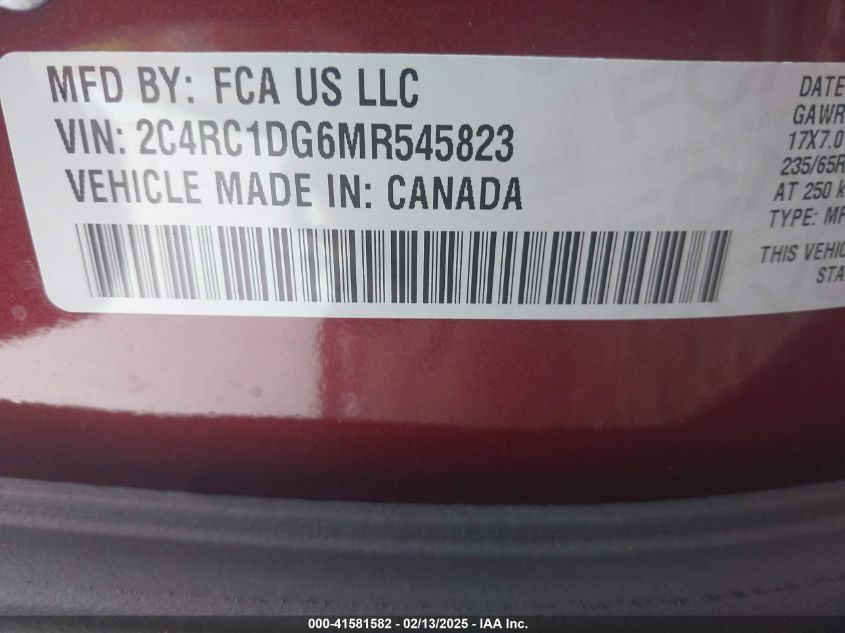 MFD BY: FCA US LLC
VIN: 2C4RC1DG6MR545823
VEHICLE MADE IN: CANADA
DATE
GAWR
17X7.0
235/65R
AT 250 k
TYPE: MP
THIS VEHIC
STA
000-41581582 / 02/13/2025 - IAA Inc.